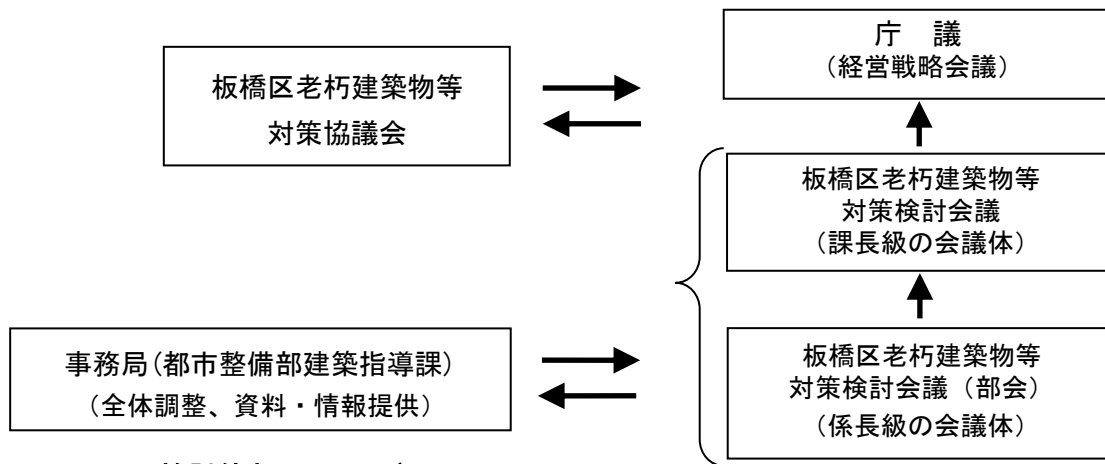 庁　議
（経営戦略会議）
板橋区老朽建築物等
対策協議会
板橋区老朽建築物等
対策検討会議
（課長級の会議体）
事務局（都市整備部建築指導課）
（全体調整、資料・情報提供）
板橋区老朽建築物等
対策検討会議（部会）
（係長級の会議体）